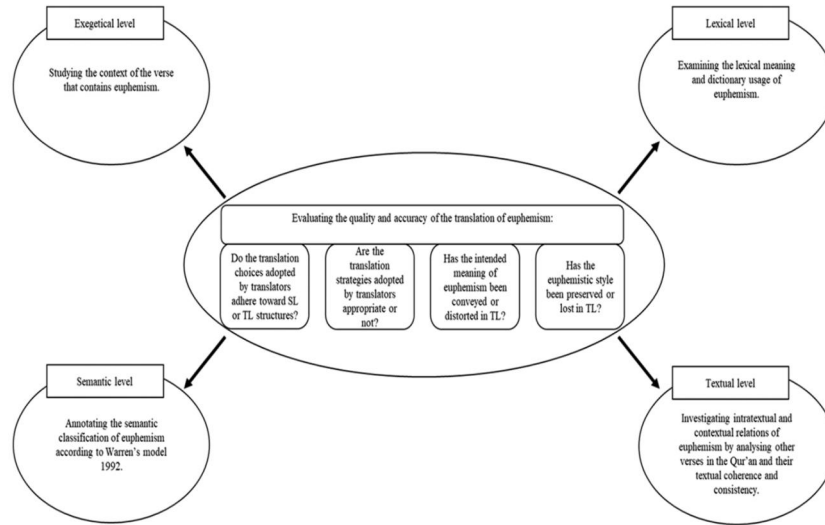 Exegetical level
Studying the context of the verse
that contains euphemism.
Lexical level
Examining the lexical meaning
and dictionary usage of
euphemism.
Evaluating the quality and accuracy of the translation of euphemism:
Do the
translation
choices adopted
by translators
adhere toward SL
or TL structures?
Are the
translation
strategies adopted
by translators
appropriate or
not?
Has the intended
meaning of
euphemism been
conveyed or
distorted in TL?
Has the
euphemistic style
been preserved or
lost in TL?
Semantic level
Annotating the semantic
classification of euphemism
according to Warren's model
1992.
Textual level
Investigating intratextual and
contextual relations of
euphemism by analysing other
verses in the Qur'an and their
textual coherence and
consistency.